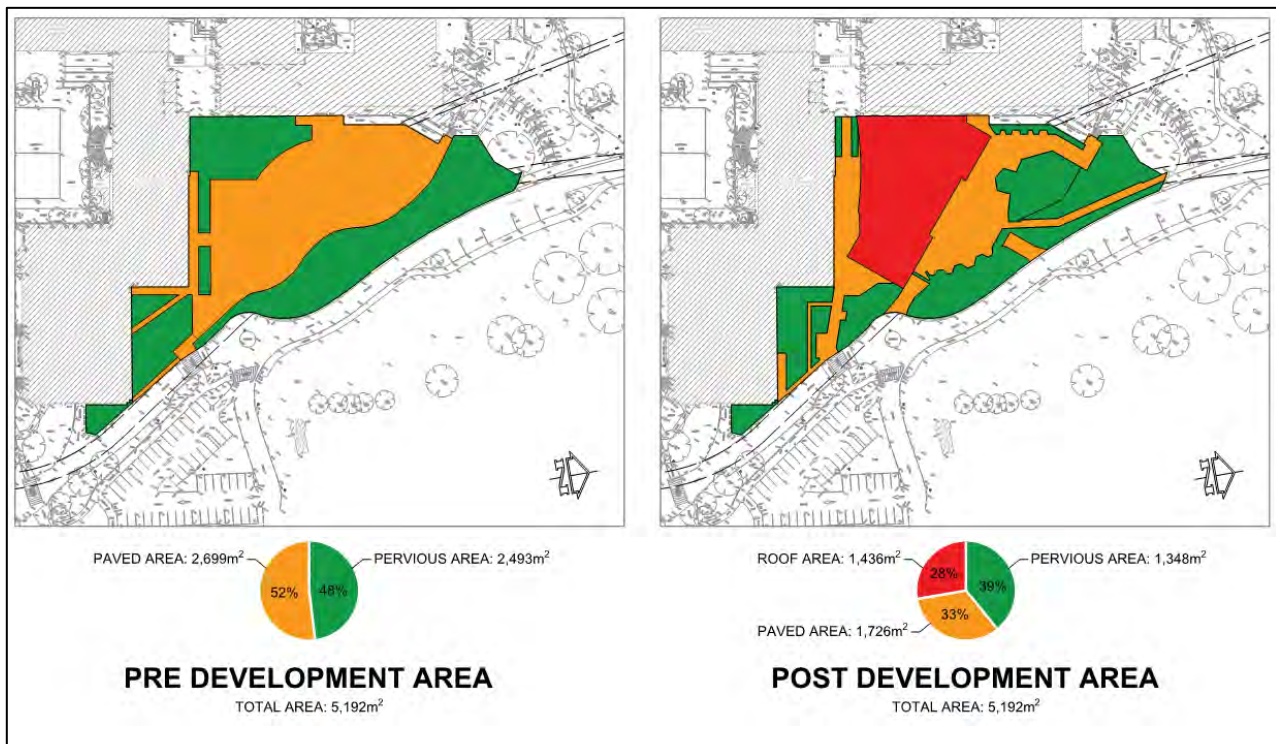 PAVED AREA: 2,699m²
PERVIOUS AREA: 2,493m²
52%
48%
PRE DEVELOPMENT AREA
TOTAL AREA: 5,192m²
ROOF AREA: 1,436m²
PERVIOUS AREA: 1,348m²
28%
39%
33%
PAVED AREA: 1,726m²
POST DEVELOPMENT AREA
TOTAL AREA: 5,192m²